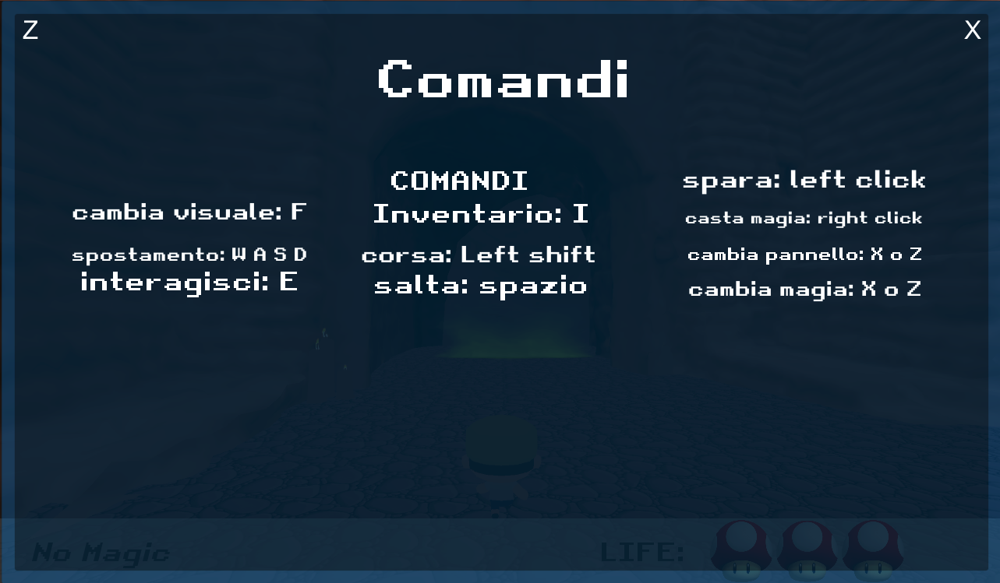 Z
X
Comandi
cambia visuale: F
spostamento: W A S D
interagisci: E
COMANDI
Inventario: I
corsa: Left shift
salta: spazio
spara: left click
casta magia: right click
cambia pannello: X o Z
cambia magia: X o Z
No Magic
LIFE: